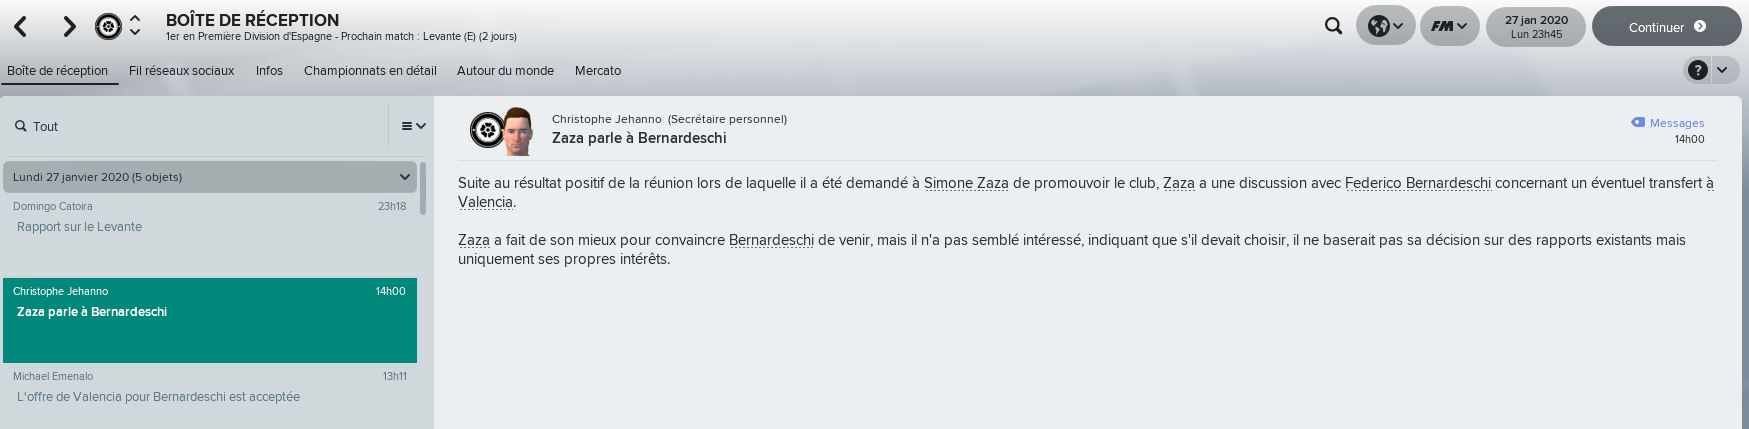 BOÎTE DE RÉCEPTION
1er en Première Division d'Espagne - Prochain match : Levante (E) (2 jours)
FM
27 jan 2020
Lun 23h45
Continuer
Boîte de réception
Fil réseaux sociaux
Infos
Championnats en détail
Autour du monde
Mercato
?
Tout
Lundi 27 janvier 2020 (5 objets)
Domingo Catoira 23h18
Rapport sur le Levante
Christophe Jehanno 14h00
Zaza parle à Bernardeschi
Michael Emenalo 13h11
L'offre de Valencia pour Bernardeschi est acceptée
Christophe Jehanno (Secrétaire personnel)
Zaza parle à Bernardeschi
Messages
14h00
Suite au résultat positif de la réunion lors de laquelle il a été demandé à Simone Zaza de promouvoir le club, Zaza a une discussion avec Federico Bernardeschi concernant un éventuel transfert à
Valencia.
Zaza a fait de son mieux pour convaincre Bernardeschi de venir, mais il n'a pas semblé intéressé, indiquant que s'il devait choisir, il ne baserait pas sa décision sur des rapports existants mais
uniquement ses propres intérêts.